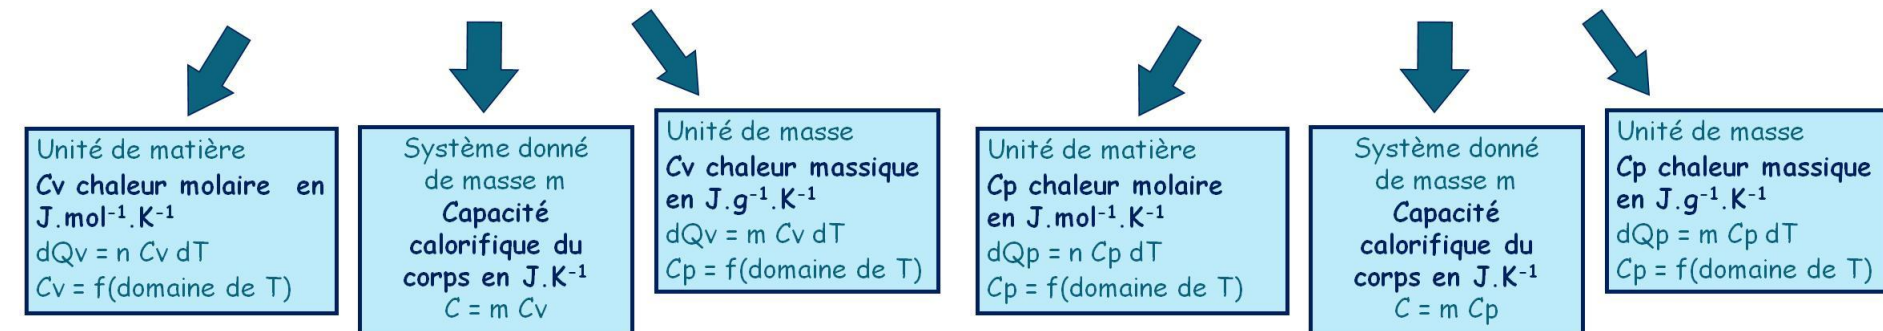 Unité de matière
Cv chaleur molaire en
J.mol⁻¹.K⁻¹
dQv = n Cv dT
Cv = f(domaine de T)
Système donné
de masse m
Capacité
calorifique du
corps en J.K⁻¹
C = m Cv
Unité de masse
Cv chaleur massique
en J.g⁻¹.K⁻¹
dQv = m Cv dT
Cp = f(domaine de T)
Unité de matière
Cp chaleur molaire
en J.mol⁻¹.K⁻¹
dQp = n Cp dT
Cp = f(domaine de T)
Système donné
de masse m
Capacité
calorifique du
corps en J.K⁻¹
C = m Cp
Unité de masse
Cp chaleur massique
en J.g⁻¹.K⁻¹
dQp = m Cp dT
Cp = f(domaine de T)